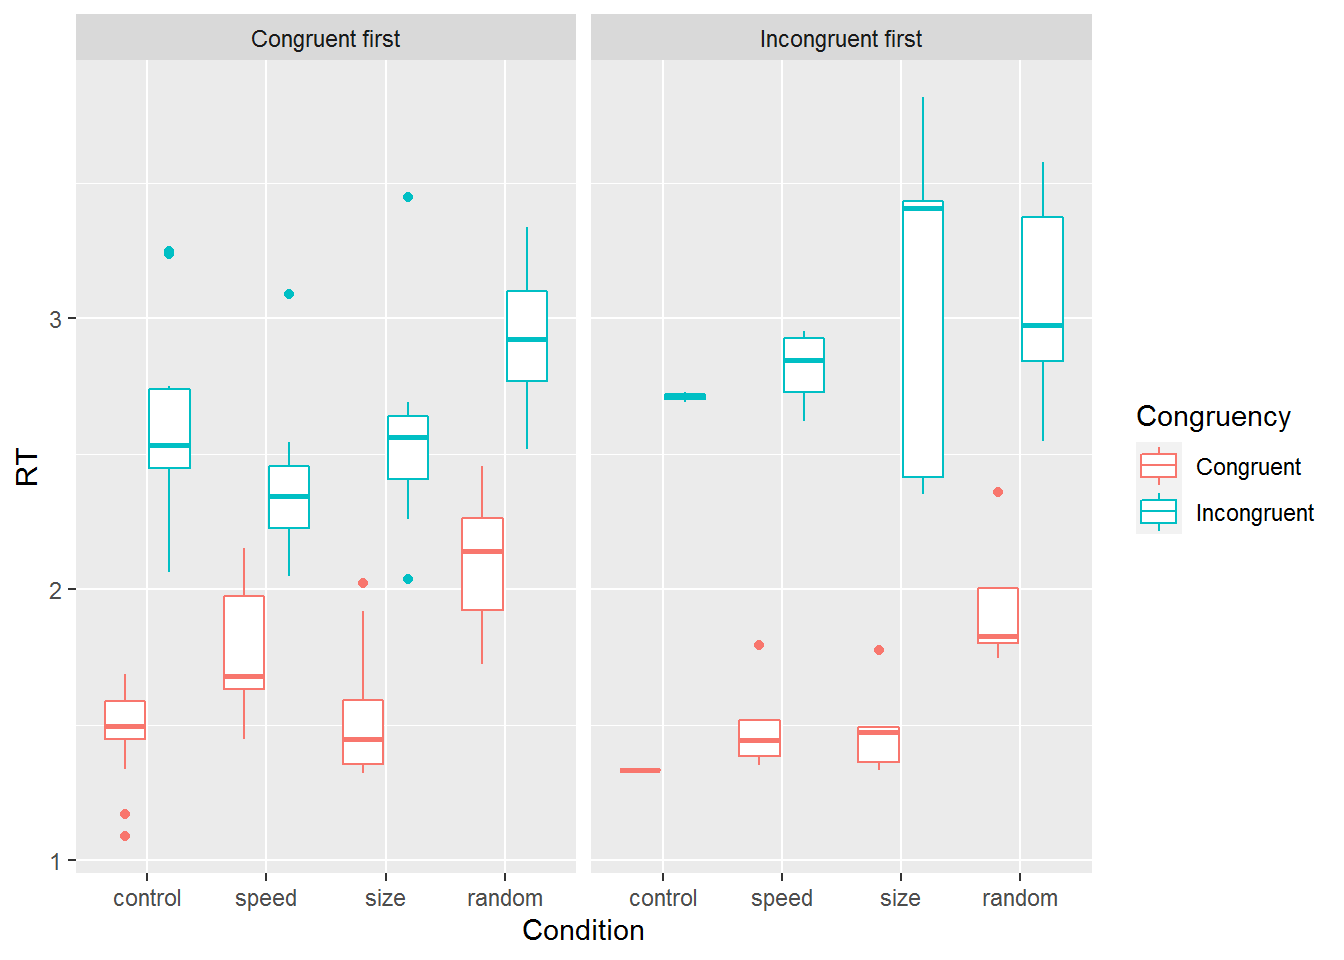 Congruent first
Incongruent first
RT
3
2
1
control speed size random
control speed size random
Condition
Congruency
Congruent
Incongruent